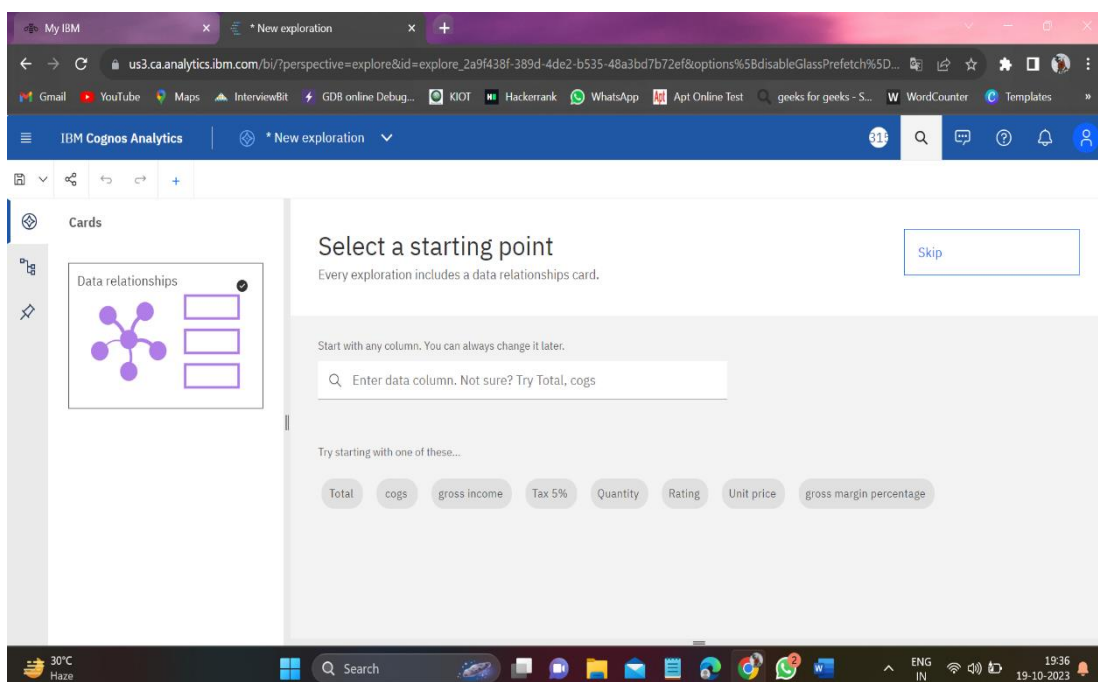 My IBM
* New exploration
us3.ca.analytics.ibm.com/bi/?perspective=explore&id=explore_2a9f438f-389d-4de2-b535-48a3bd7b72ef&options%5BdisableGlassPrefetch%5D...
Gmail YouTube Maps InterviewBit GDB online Debug... KIOT Hackerrank WhatsApp Apt Online Test geeks for geeks - S... WordCounter Templates »
IBM Cognos Analytics
* New exploration
Cards
Data relationships
Select a starting point
Every exploration includes a data relationships card.
Skip
Start with any column. You can always change it later.
Enter data column. Not sure? Try Total, cogs
Try starting with one of these...
Total cogs gross income Tax 5% Quantity Rating Unit price gross margin percentage
30°C
Haze
Search
2
ENG
IN
19:36
19-10-2023